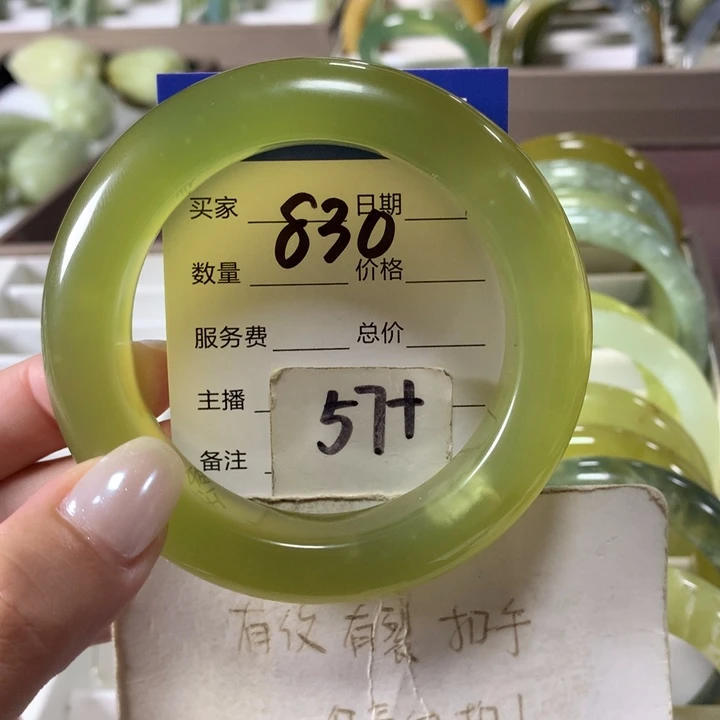 买家 830 日期
数量 价格
服务费 总价
主播
57+
备注
有纹 有裂 扣手